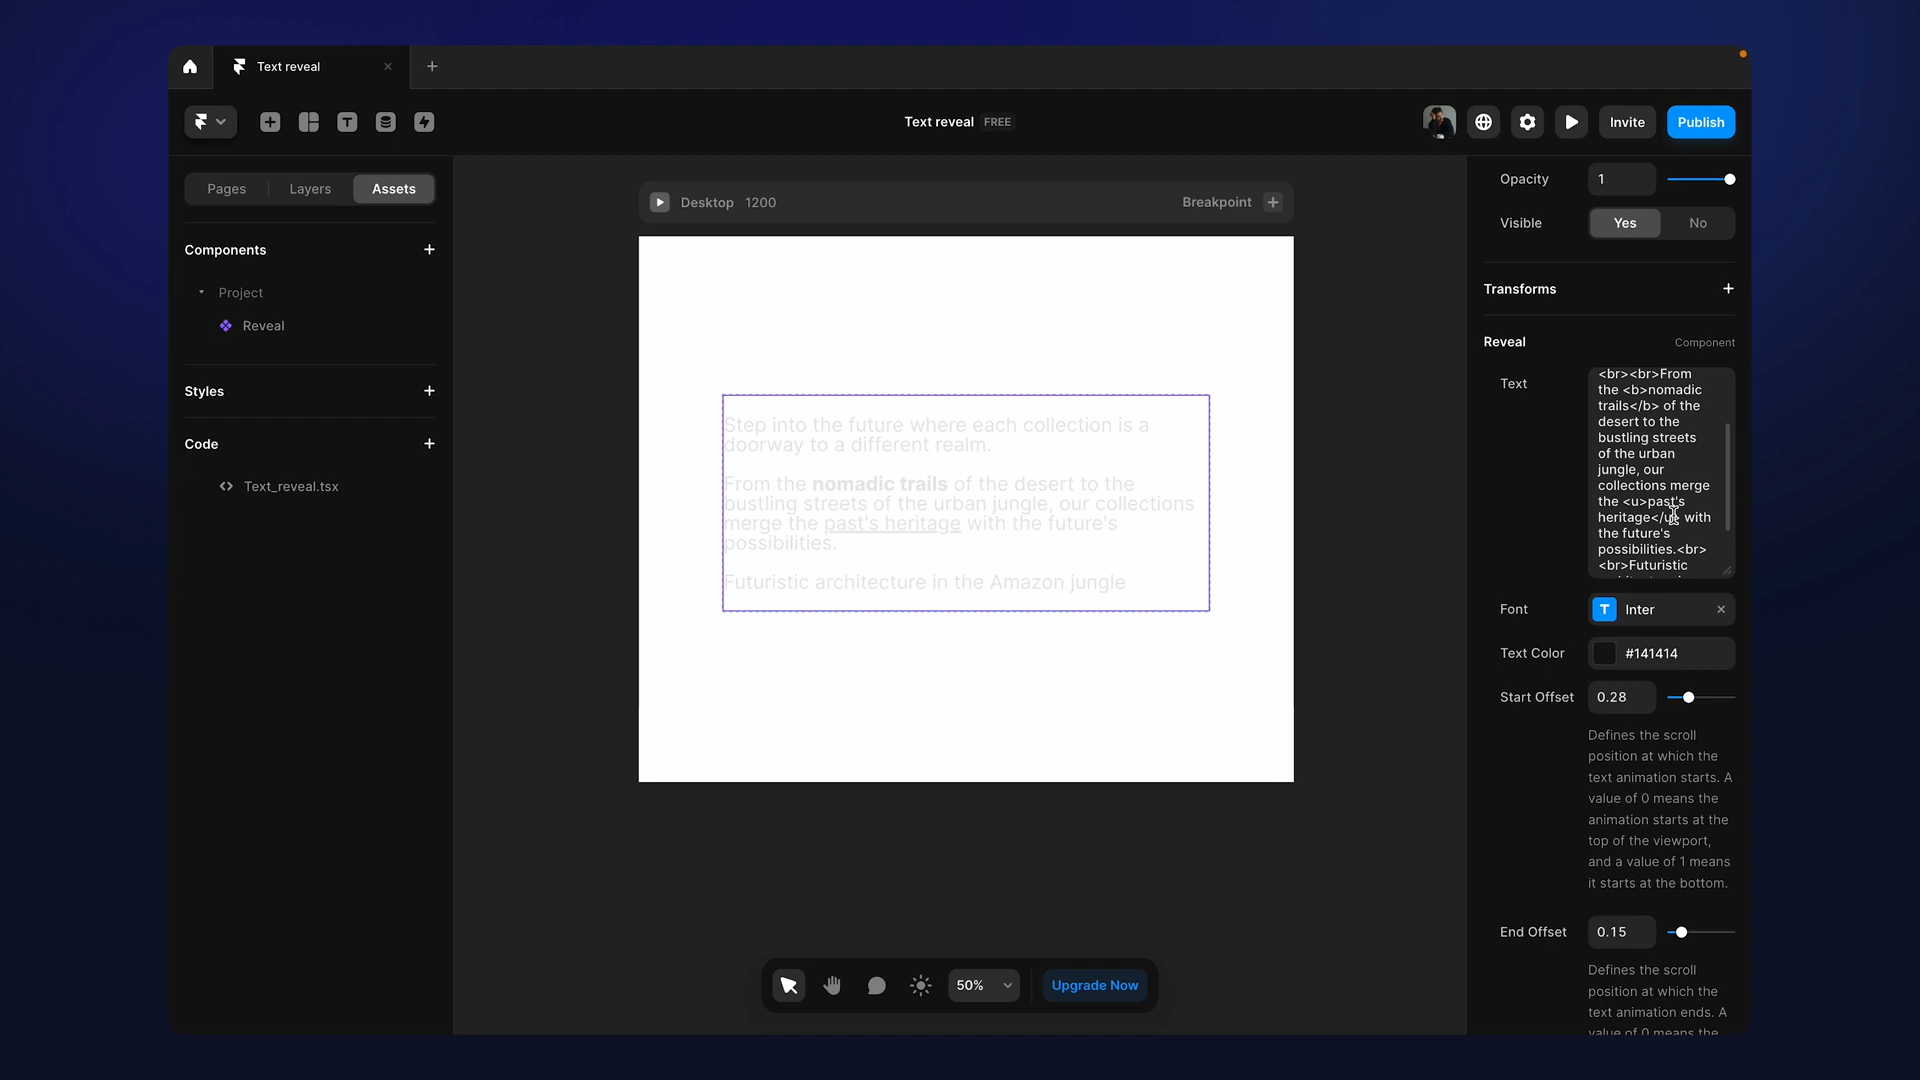 Text reveal
Text reveal FREE
Invite
Publish
Pages
Layers
Assets
Components
Project
Reveal
Styles
Code
Text_reveal.tsx
Desktop 1200
Breakpoint
Step into the future where each collection is a
doorway to a different realm.
From the nomadic trails of the desert to the
bustling streets of the urban jungle, our collections
merge the past's heritage with the future's
possibilities.
Futuristic architecture in the Amazon jungle
50%
Upgrade Now
Opacity
1
Visible
Yes
No
Transforms
Reveal
Component
Text
<br><br>From
the <b>nomadic
trails</b> of the
desert to the
bustling streets
of the urban
jungle, our
collections merge
the <u>past's
heritage</u> with
the future's
possibilities.<br>
<br>Futuristic
Font
Inter
Text Color
#141414
Start Offset
0.28
Defines the scroll
position at which the
text animation starts. A
value of 0 means the
animation starts at the
top of the viewport,
and a value of 1 means
it starts at the bottom.
End Offset
0.15
Defines the scroll
position at which the
text animation ends. A
value of 0 means the